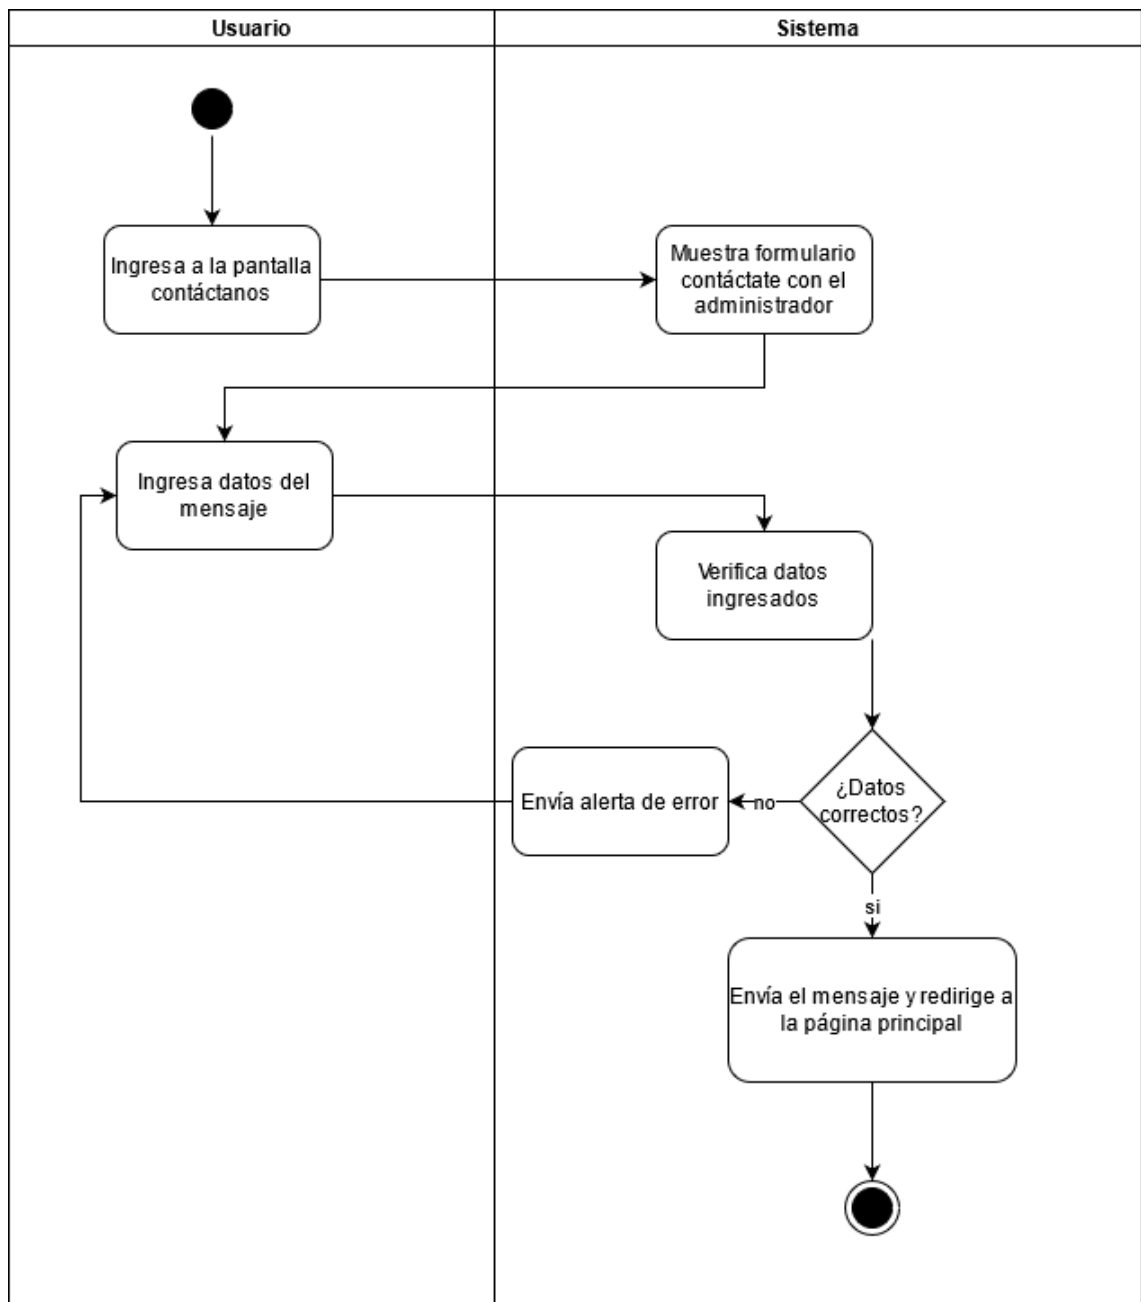 Usuario
Sistema
Ingresa a la pantalla
contáctanos
Muestra formulario
contáctate con el
administrador
Ingresa datos del
mensaje
Verifica datos
ingresados
¿Datos
correctos?
no
Envía alerta de error
si
Envía el mensaje y redirige a
la página principal